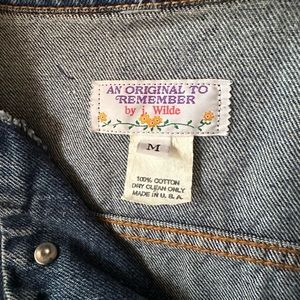 AN ORIGINAL TO
REMEMBER
by j. Wilde
M
100% COTTON
DRY CLEAN ONLY
MADE IN U.S.A.